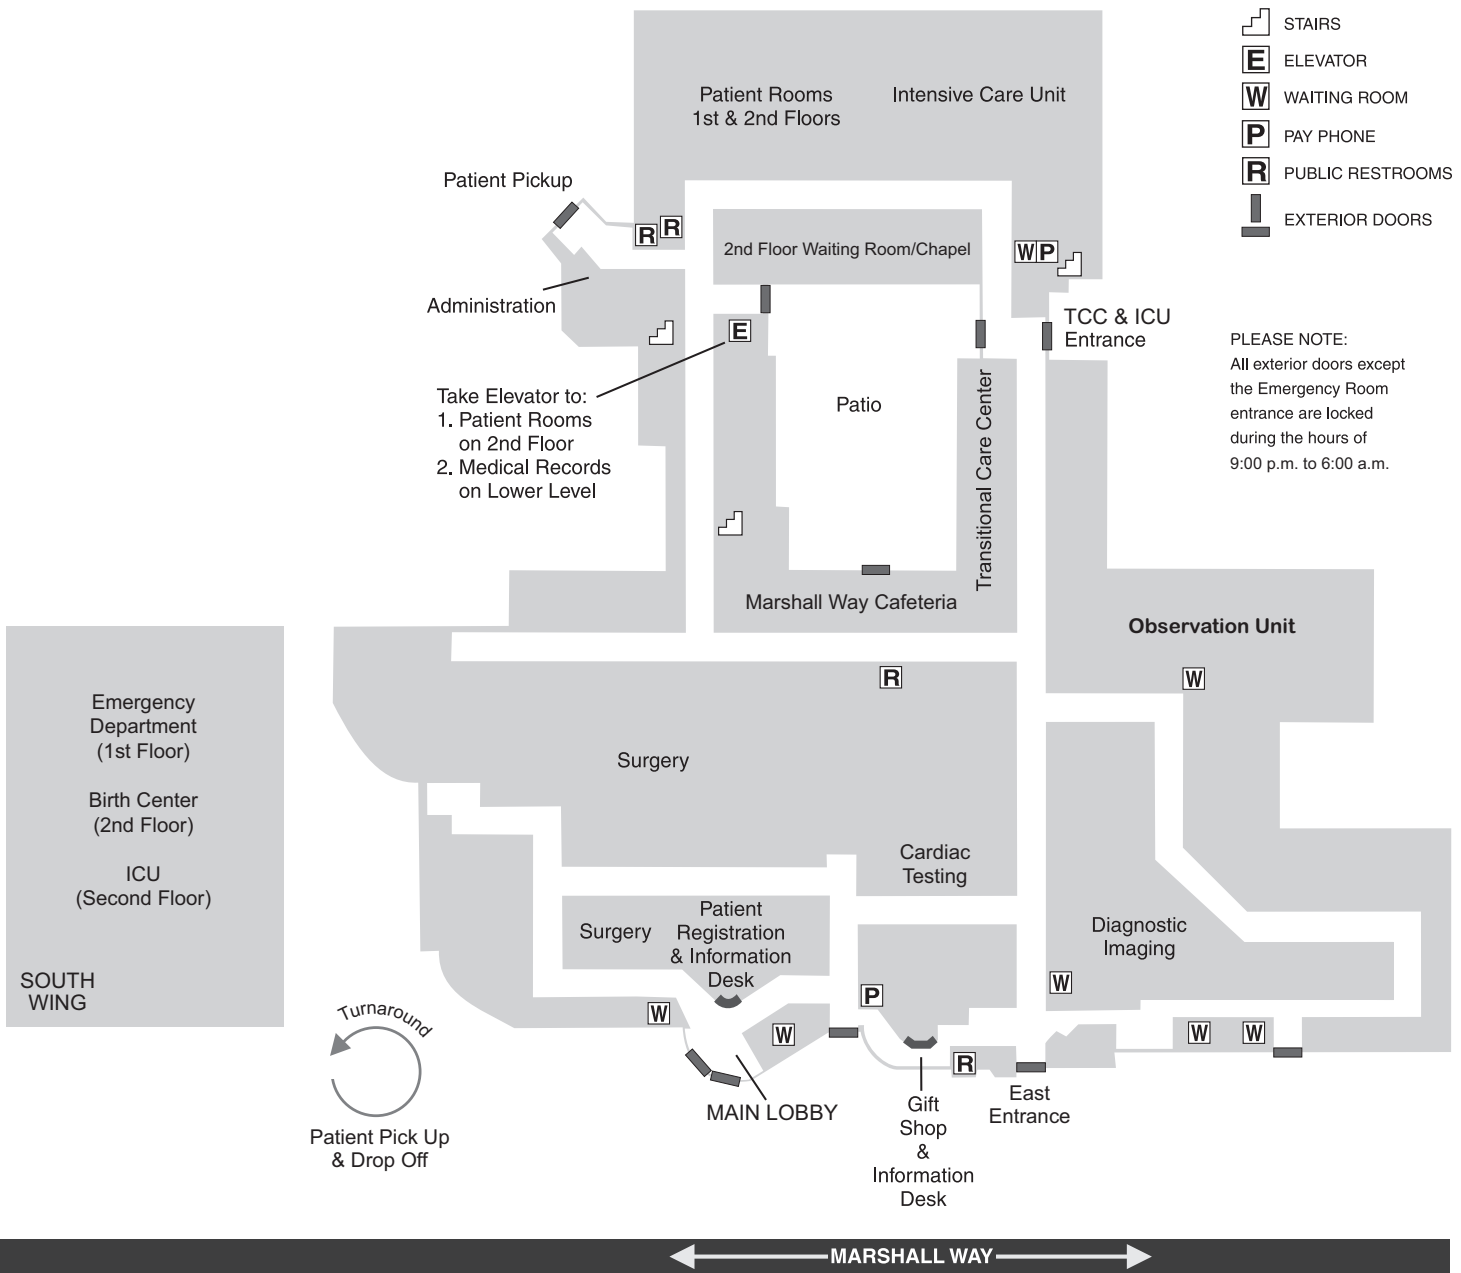 STAIRS
E ELEVATOR
W WAITING ROOM
P PAY PHONE
R PUBLIC RESTROOMS
EXTERIOR DOORS
Patient Rooms
1st & 2nd Floors
Intensive Care Unit
Patient Pickup
R R
2nd Floor Waiting Room/Chapel
W P
Administration
E
TCC & ICU
Entrance
PLEASE NOTE:
All exterior doors except
the Emergency Room
entrance are locked
during the hours of
9:00 p.m. to 6:00 a.m.
Take Elevator to:
1. Patient Rooms
on 2nd Floor
2. Medical Records
on Lower Level
Patio
Transitional Care Center
Marshall Way Cafeteria
Observation Unit
R
W
Emergency
Department
(1st Floor)
Birth Center
(2nd Floor)
ICU
(Second Floor)
SOUTH
WING
Surgery
Cardiac
Testing
Surgery
Patient
Registration
& Information
Desk
Diagnostic
Imaging
W
P
W
W
W W
R
Turnaround
Patient Pick Up
& Drop Off
MAIN LOBBY
Gift
Shop
&
Information
Desk
East
Entrance
MARSHALL WAY